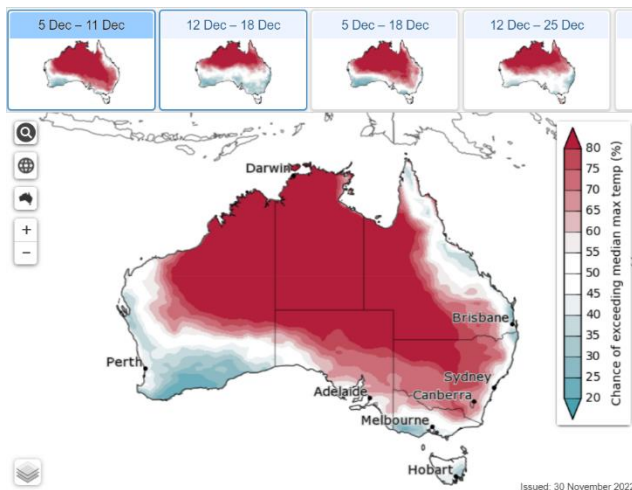 5 Dec – 11 Dec
12 Dec – 18 Dec
5 Dec – 18 Dec
12 Dec – 25 Dec
+
−
Darwin
Brisbane
Perth
Sydney
Adelaide
Canberra
Melbourne
Hobart
80
75
70
65
60
55
50
45
40
35
30
25
20
Chance of exceeding median max temp (%)
Issued: 30 November 2022